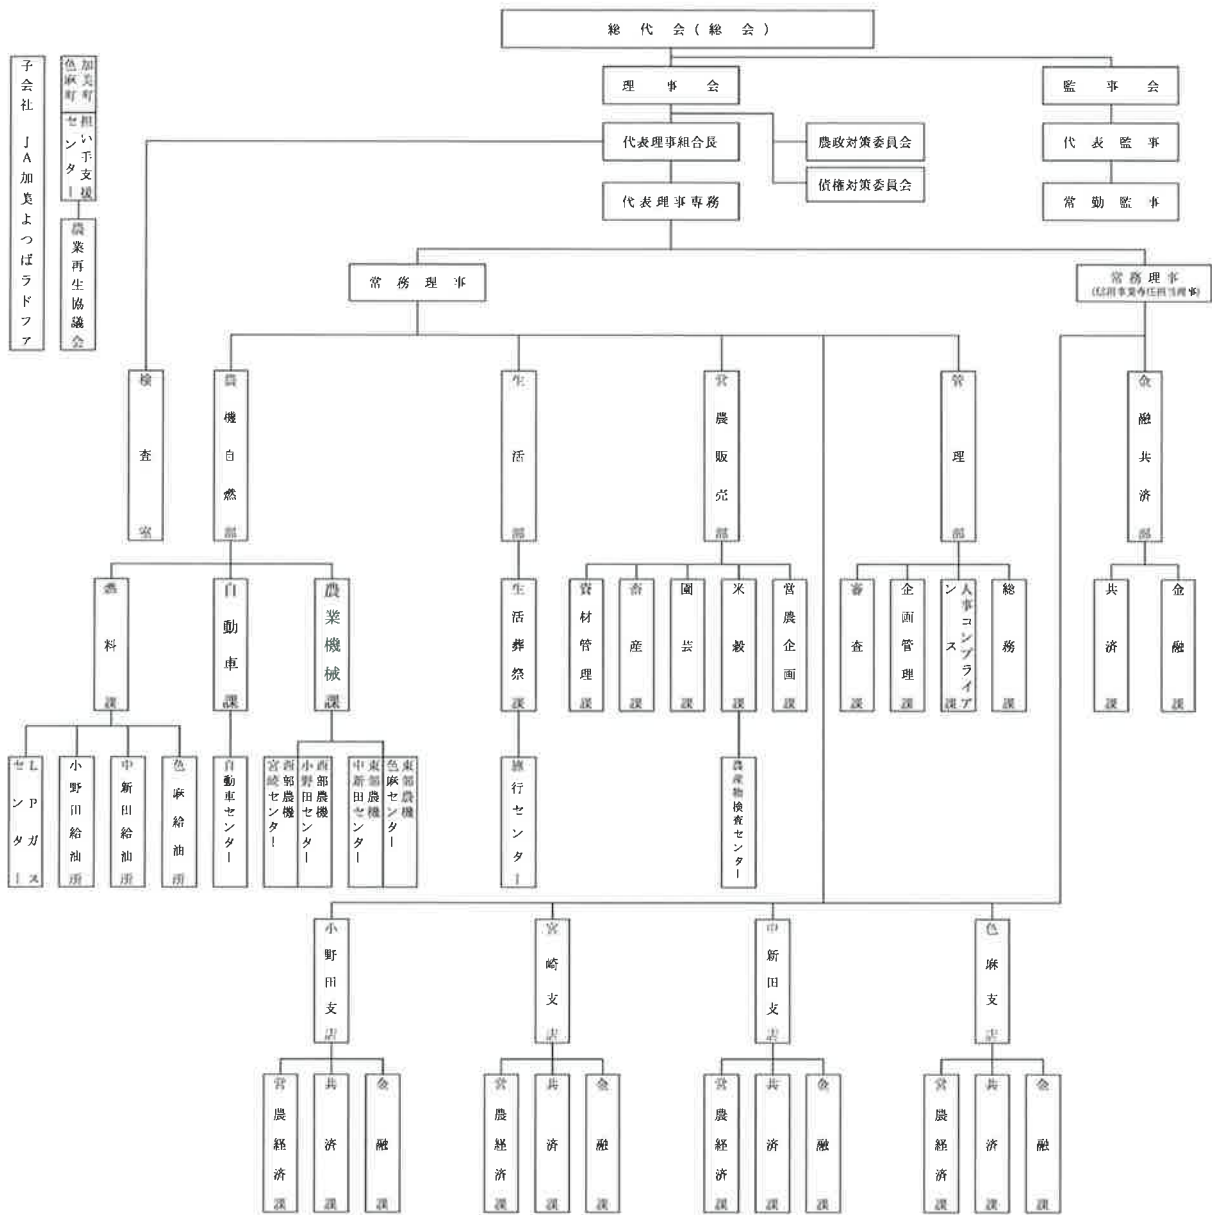 総代会(総会)
理事会
監事会
代表理事組合長
農政対策委員会
代表監事
債権対策委員会
代表理事専務
常勤監事
常務理事
常務理事
(信用事業専任担当理事)
子会社 JA加美よつばラドファ
加美町
色麻町
担い手支援
センター
農業再生協議会
検査室
農機自燃部
生活部
営農販売部
管理部
金融共済部
燃料課
自動車課
農業機械課
生活葬祭課
資材管理課
畜産課
園芸課
米穀課
営農企画課
審査課
企画管理課
人事コンプライア
ンス課
総務課
共済課
金融課
LPガス
センター
小野田給油所
中新田給油所
色麻給油所
自動車センター
西部農機
宮崎センター
西部農機
小野田センター
東部農機
中新田センター
東部農機
色麻センター
旅行センター
農産物検査センター
小野田支店
宮崎支店
中新田支店
色麻支店
営農経済課
共済課
金融課
営農経済課
共済課
金融課
営農経済課
共済課
金融課
営農経済課
共済課
金融課